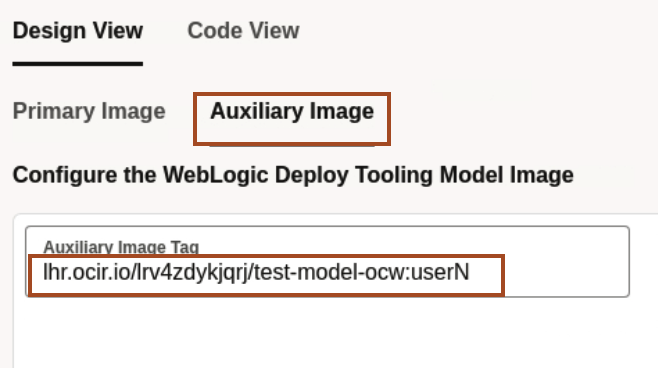 Design View Code View
Primary Image Auxiliary Image
Configure the WebLogic Deploy Tooling Model Image
Auxiliary Image Tag
lhr.ocir.io/lrv4zdykjqrj/test-model-ocw:userN